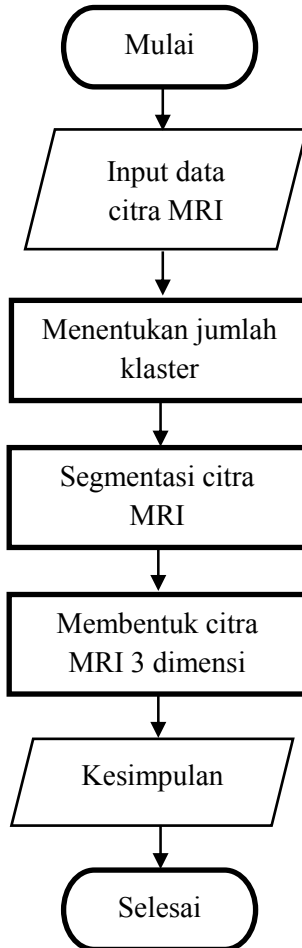 Mulai
Input data
citra MRI
Menentukan jumlah
klaster
Segmentasi citra
MRI
Membentuk citra
MRI 3 dimensi
Kesimpulan
Selesai